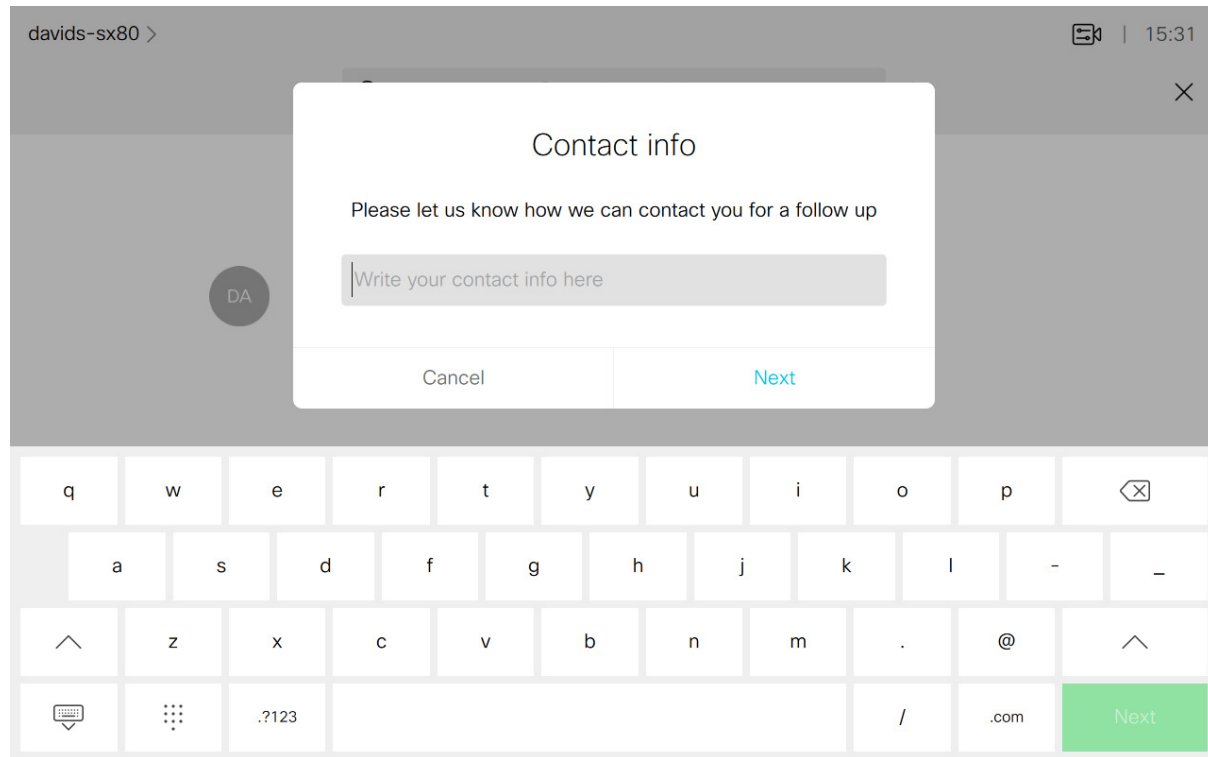 davids-sx80
15:31
Contact info
Please let us know how we can contact you for a follow up
Write your contact info here
DA
Cancel Next
q w e r t y u i o p
a s d f g h j k l - _
z x c v b n m . @
.?123 / .com Next